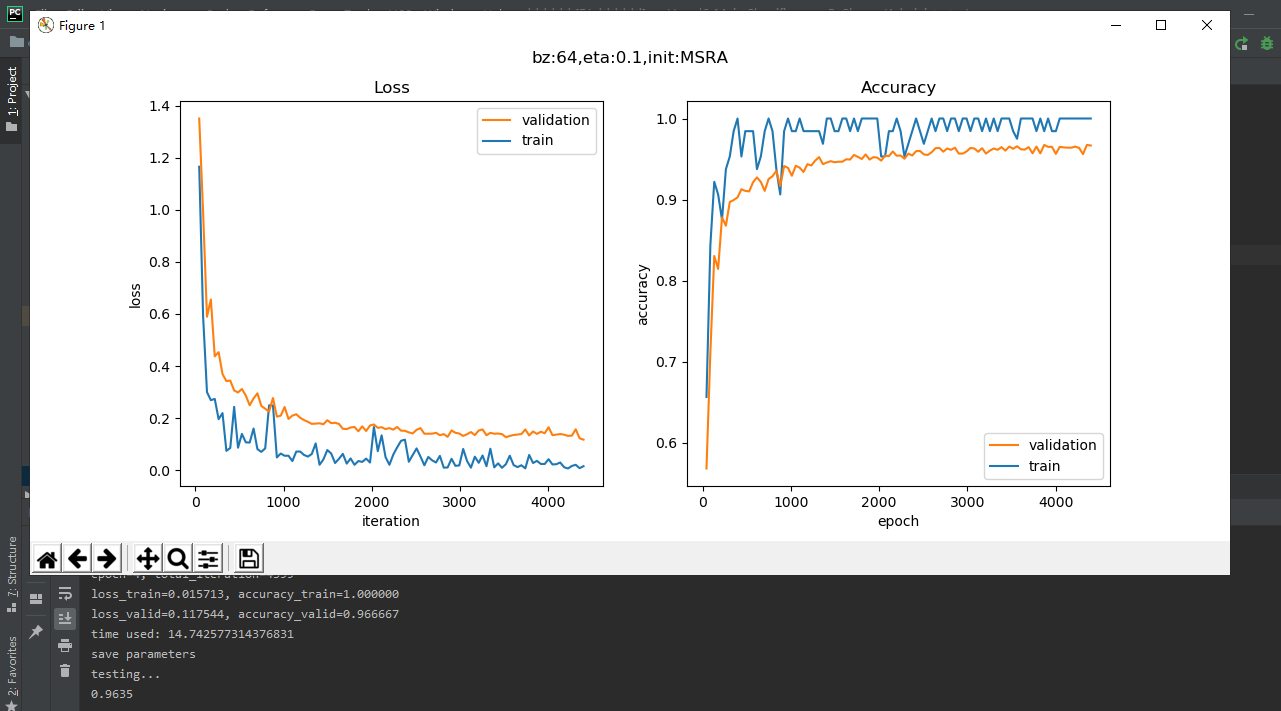 PC
Figure 1
bz:64,eta:0.1,init:MSRA
Loss
1.4
1.2
1.0
0.8
0.6
0.4
0.2
0.0
loss
0
1000
2000
3000
4000
iteration
validation
train
Accuracy
1.0
0.9
0.8
0.7
0.6
accuracy
0
1000
2000
3000
4000
epoch
validation
train
1: Project
7: Structure
2: Favorites
loss_train=0.015713, accuracy_train=1.000000
loss_valid=0.117544, accuracy_valid=0.966667
time used: 14.742577314376831
save parameters
testing...
0.9635